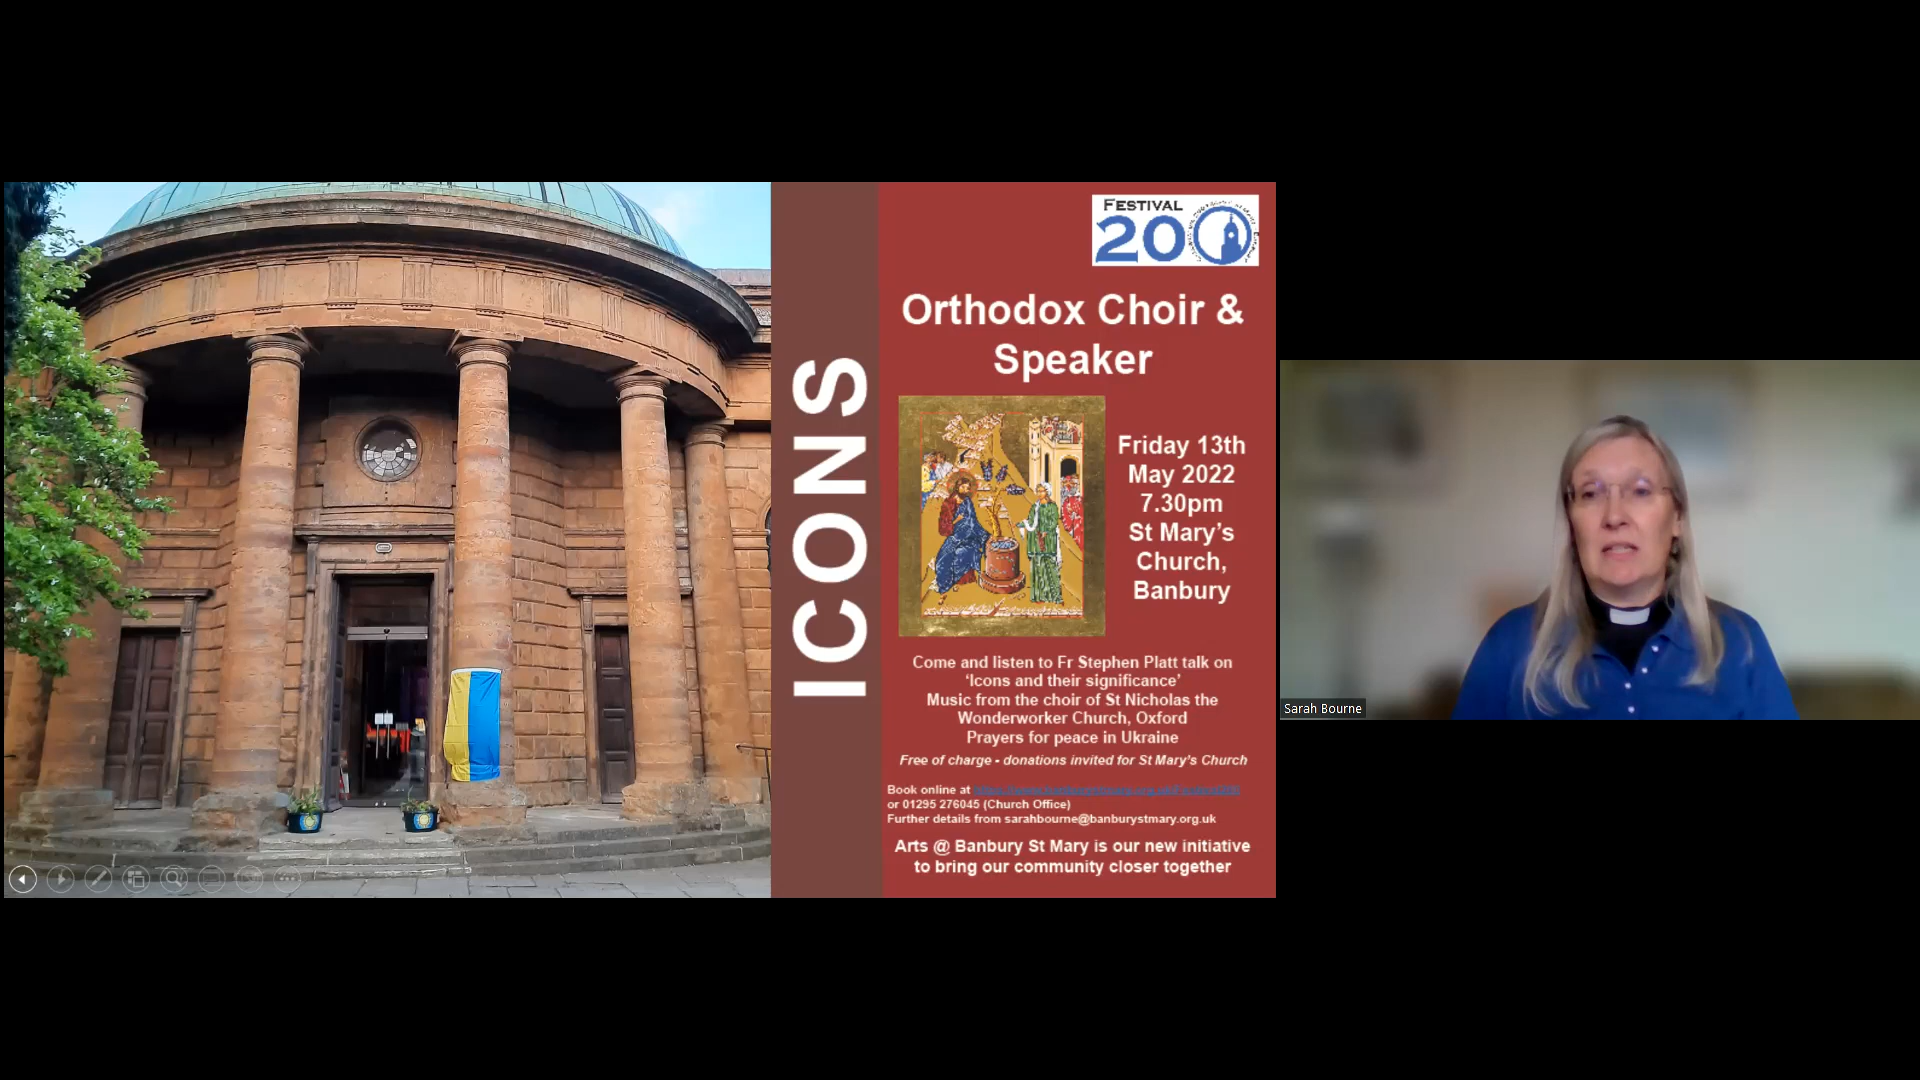 ICONS
FESTIVAL
200
Orthodox Choir &
Speaker
Friday 13th
May 2022
7.30pm
St Mary's
Church,
Banbury
Come and listen to Fr Stephen Platt talk on
'Icons and their significance'
Music from the choir of St Nicholas the
Wonderworker Church, Oxford
Prayers for peace in Ukraine
Free of charge - donations invited for St Mary's Church
Book online at
or 01295 276045 (Church Office)
Further details from sarahbourne@banburystmary.org.uk
Arts @ Banbury St Mary is our new initiative
to bring our community closer together
Sarah Bourne